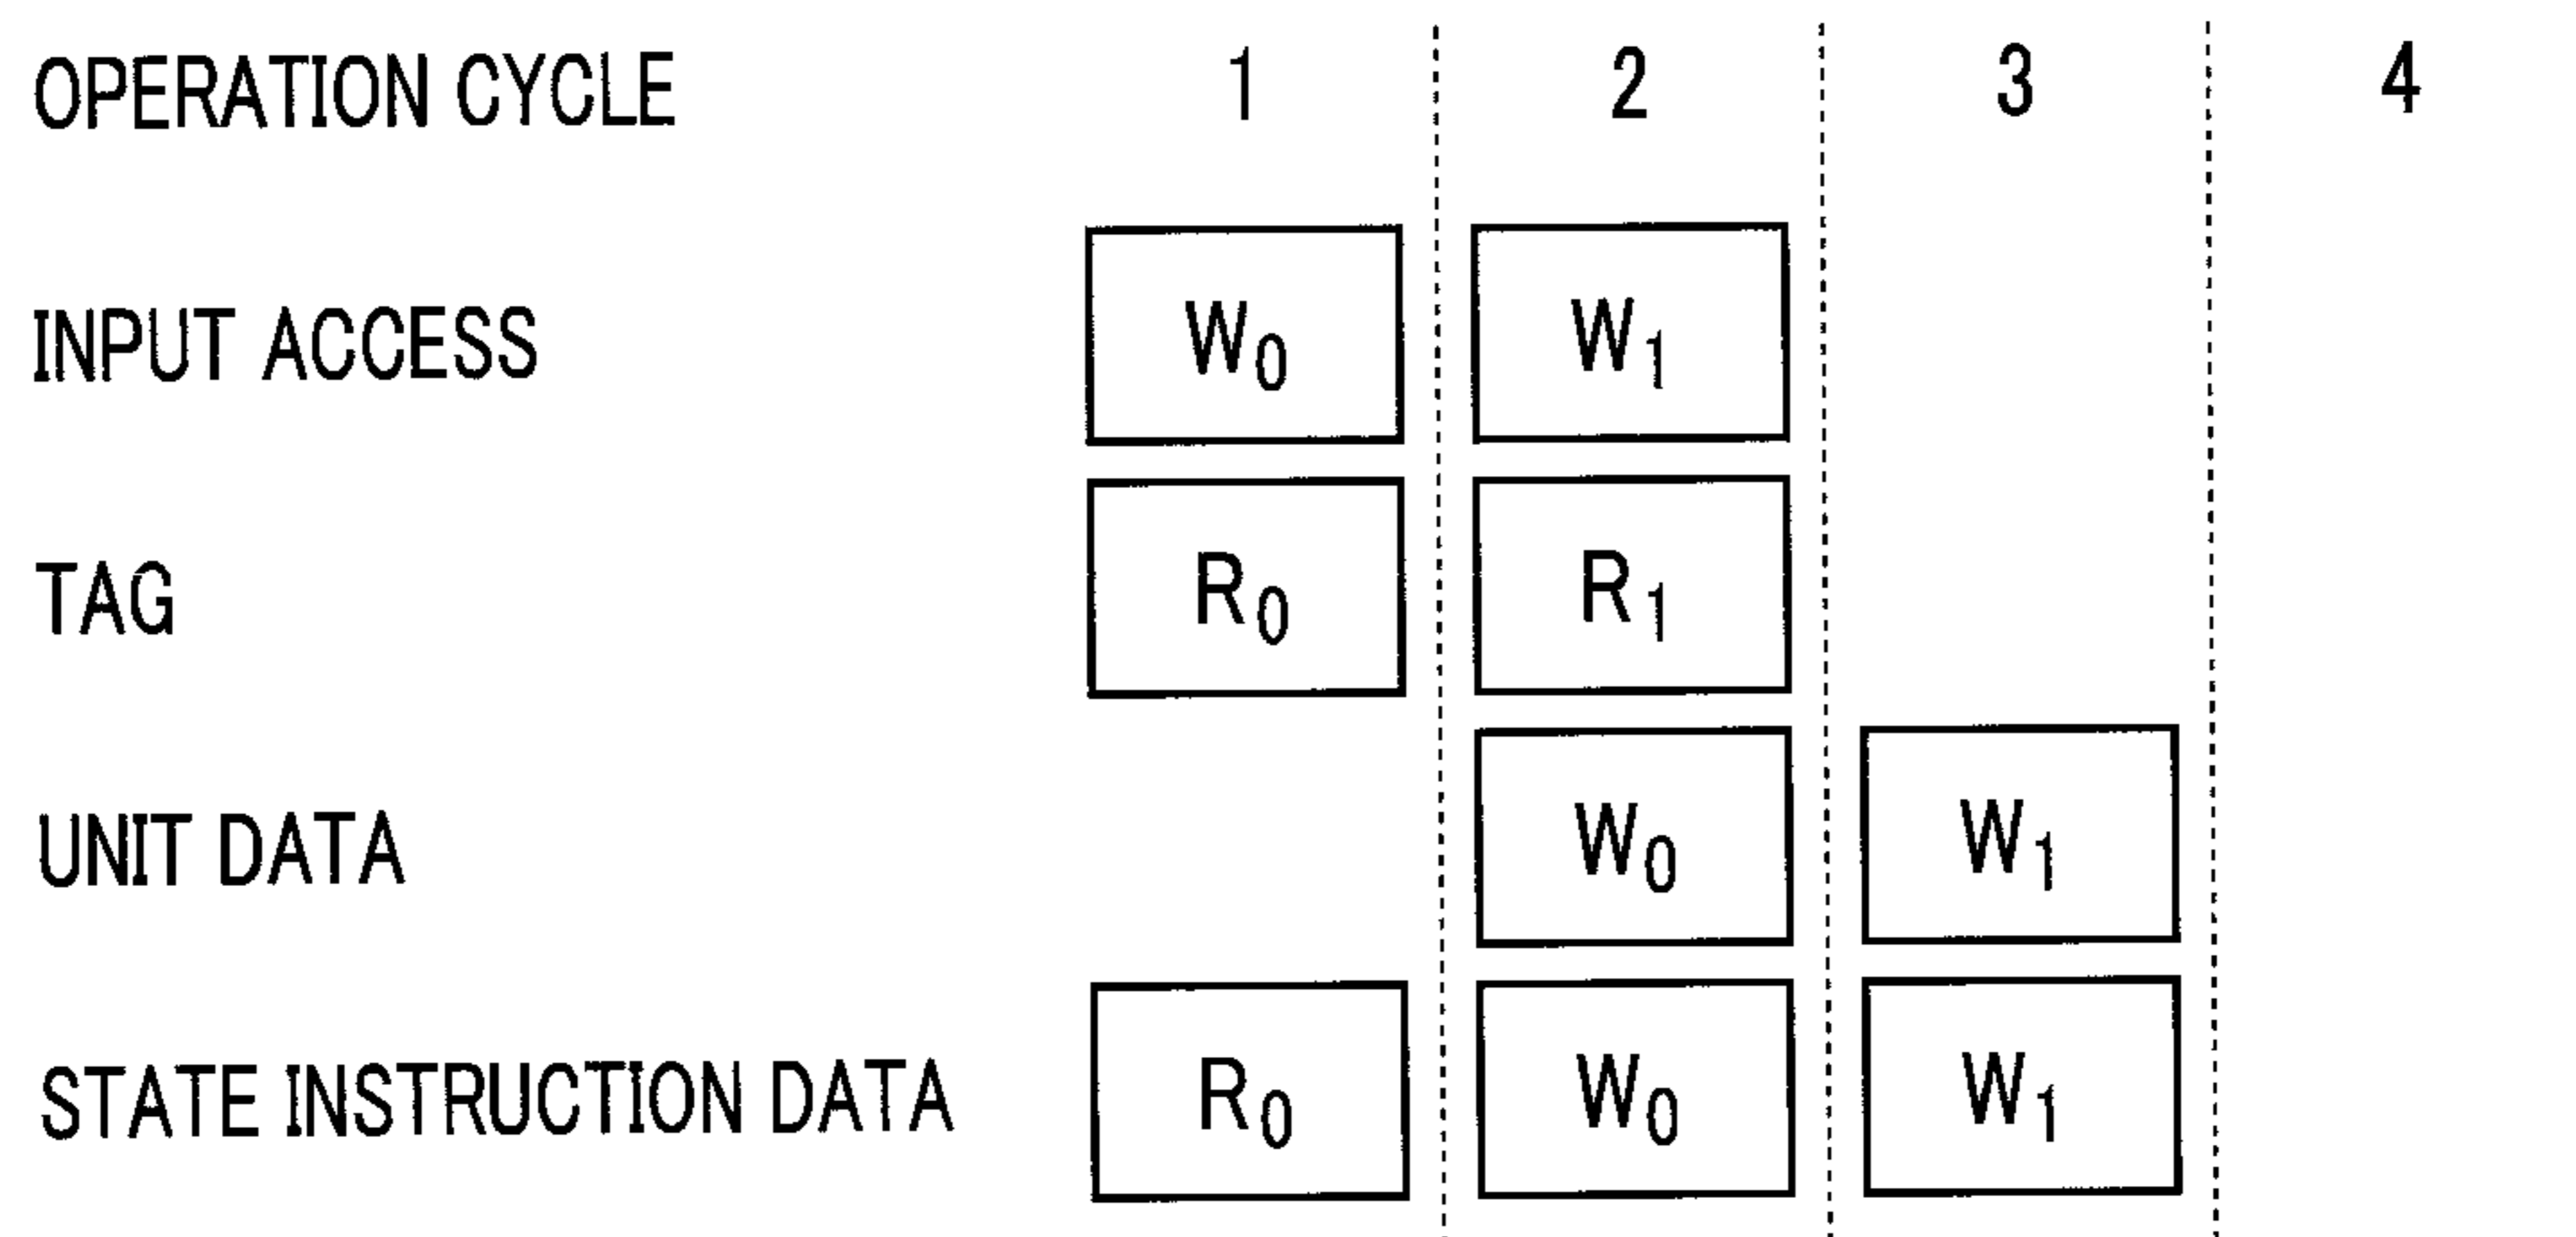 OPERATION CYCLE 1 2 3 4
INPUT ACCESS W0 W1
TAG R0 R1
UNIT DATA W0 W1
STATE INSTRUCTION DATA R0 W0 W1